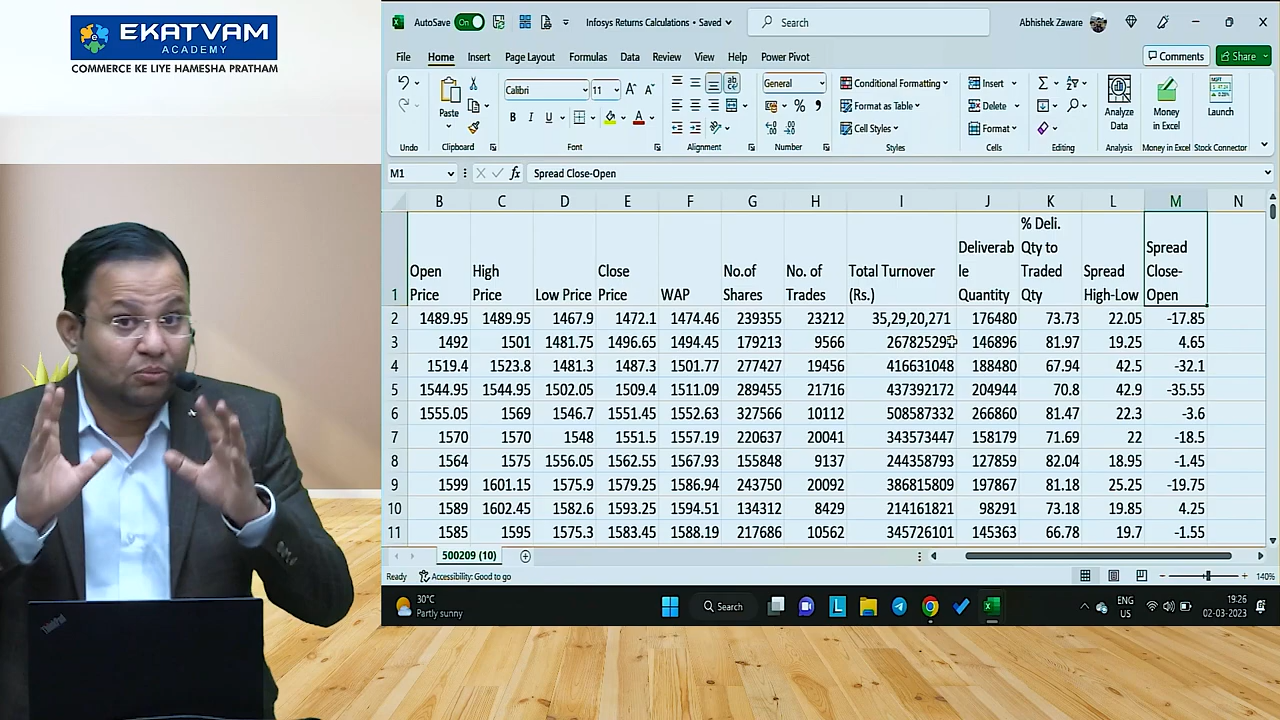 EKATVAM
ACADEMY
COMMERCE KE LIYE HAMESHA PRATHAM
AutoSave On Infosys Returns Calculations • Saved Search Abhishek Zaware
File Home Insert Page Layout Formulas Data Review View Help Power Pivot Comments Share
Calibri 11 General Conditional Formatting Insert
Paste Format as Table Delete Analyze Data Money in Excel Launch
Cell Styles Format
Undo Clipboard Font Alignment Number Styles Cells Editing Analysis Money in Excel Stock Connector
M1 fx Spread Close-Open
B C D E F G H I J K L M N
1 Open Price High Price Low Price Close Price WAP No.of Shares No. of Trades Total Turnover (Rs.) Deliverable Quantity % Deli. Qty to Traded Qty Spread High-Low Spread Close-Open
2 1489.95 1489.95 1467.9 1472.1 1474.46 239355 23212 35,29,20,271 176480 73.73 22.05 -17.85
3 1492 1501 1481.75 1496.65 1494.45 179213 9566 267825293 146896 81.97 19.25 4.65
4 1519.4 1523.8 1481.3 1487.3 1501.77 277427 19456 416631048 188480 67.94 42.5 -32.1
5 1544.95 1544.95 1502.05 1509.4 1511.09 289455 21716 437392172 204944 70.8 42.9 -35.55
6 1555.05 1569 1546.7 1551.45 1552.63 327566 10112 508587332 266860 81.47 22.3 -3.6
7 1570 1570 1548 1551.5 1557.19 220637 20041 343573447 158179 71.69 22 -18.5
8 1564 1575 1556.05 1562.55 1567.93 155848 9137 244358793 127859 82.04 18.95 -1.45
9 1599 1601.15 1575.9 1579.25 1586.94 243750 20092 386815809 197867 81.18 25.25 -19.75
10 1589 1602.45 1582.6 1593.25 1594.51 134312 8429 214161821 98291 73.18 19.85 4.25
11 1585 1595 1575.3 1583.45 1588.19 217686 10562 345726101 145363 66.78 19.7 -1.55
500209 (10)
Ready Accessibility: Good to go 140%
30°C
Partly sunny
Search
ENG
US
19:26
02-03-2023
ThinkPad